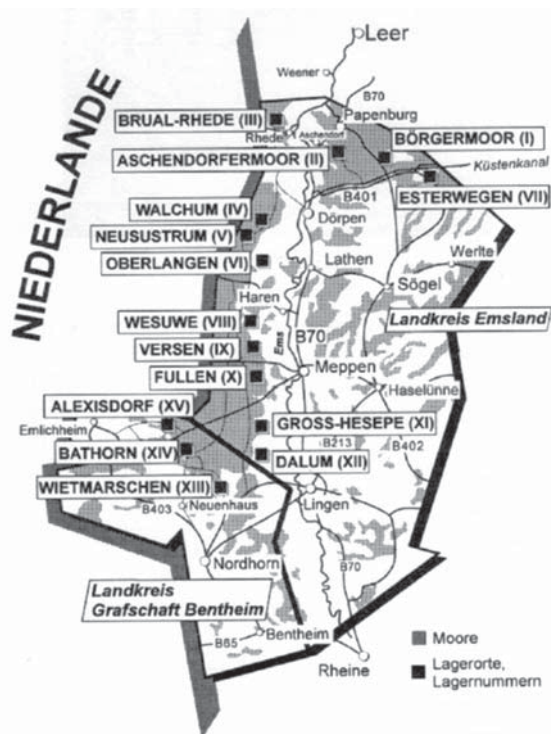 Leer
Weener
B70
BRUAL-RHEDE (III)
Papenburg
Rhede
Aschendorf
BÖRGERMOOR (I)
ASCHENDORFERMOOR (II)
Küstenkanal
B401
ESTERWEGEN (VII)
NIEDERLANDE
WALCHUM (IV)
Dörpen
NEUSUSTRUM (V)
OBERLANGEN (VI)
Lathen
Werlte
Sögel
Haren
WESUWE (VIII)
Ems
B70
Landkreis Emsland
VERSEN (IX)
FULLEN (X)
Meppen
Haselünne
ALEXISDORF (XV)
Emlichheim
GROSS-HESEPE (XI)
B213
B402
BATHORN (XIV)
DALUM (XII)
WIETMARSCHEN (XIII)
B403
Neuenhaus
Lingen
Nordhorn
B70
Landkreis
Grafschaft Bentheim
Bentheim
B65
Rheine
Moore
Lagerorte,
Lagernummern